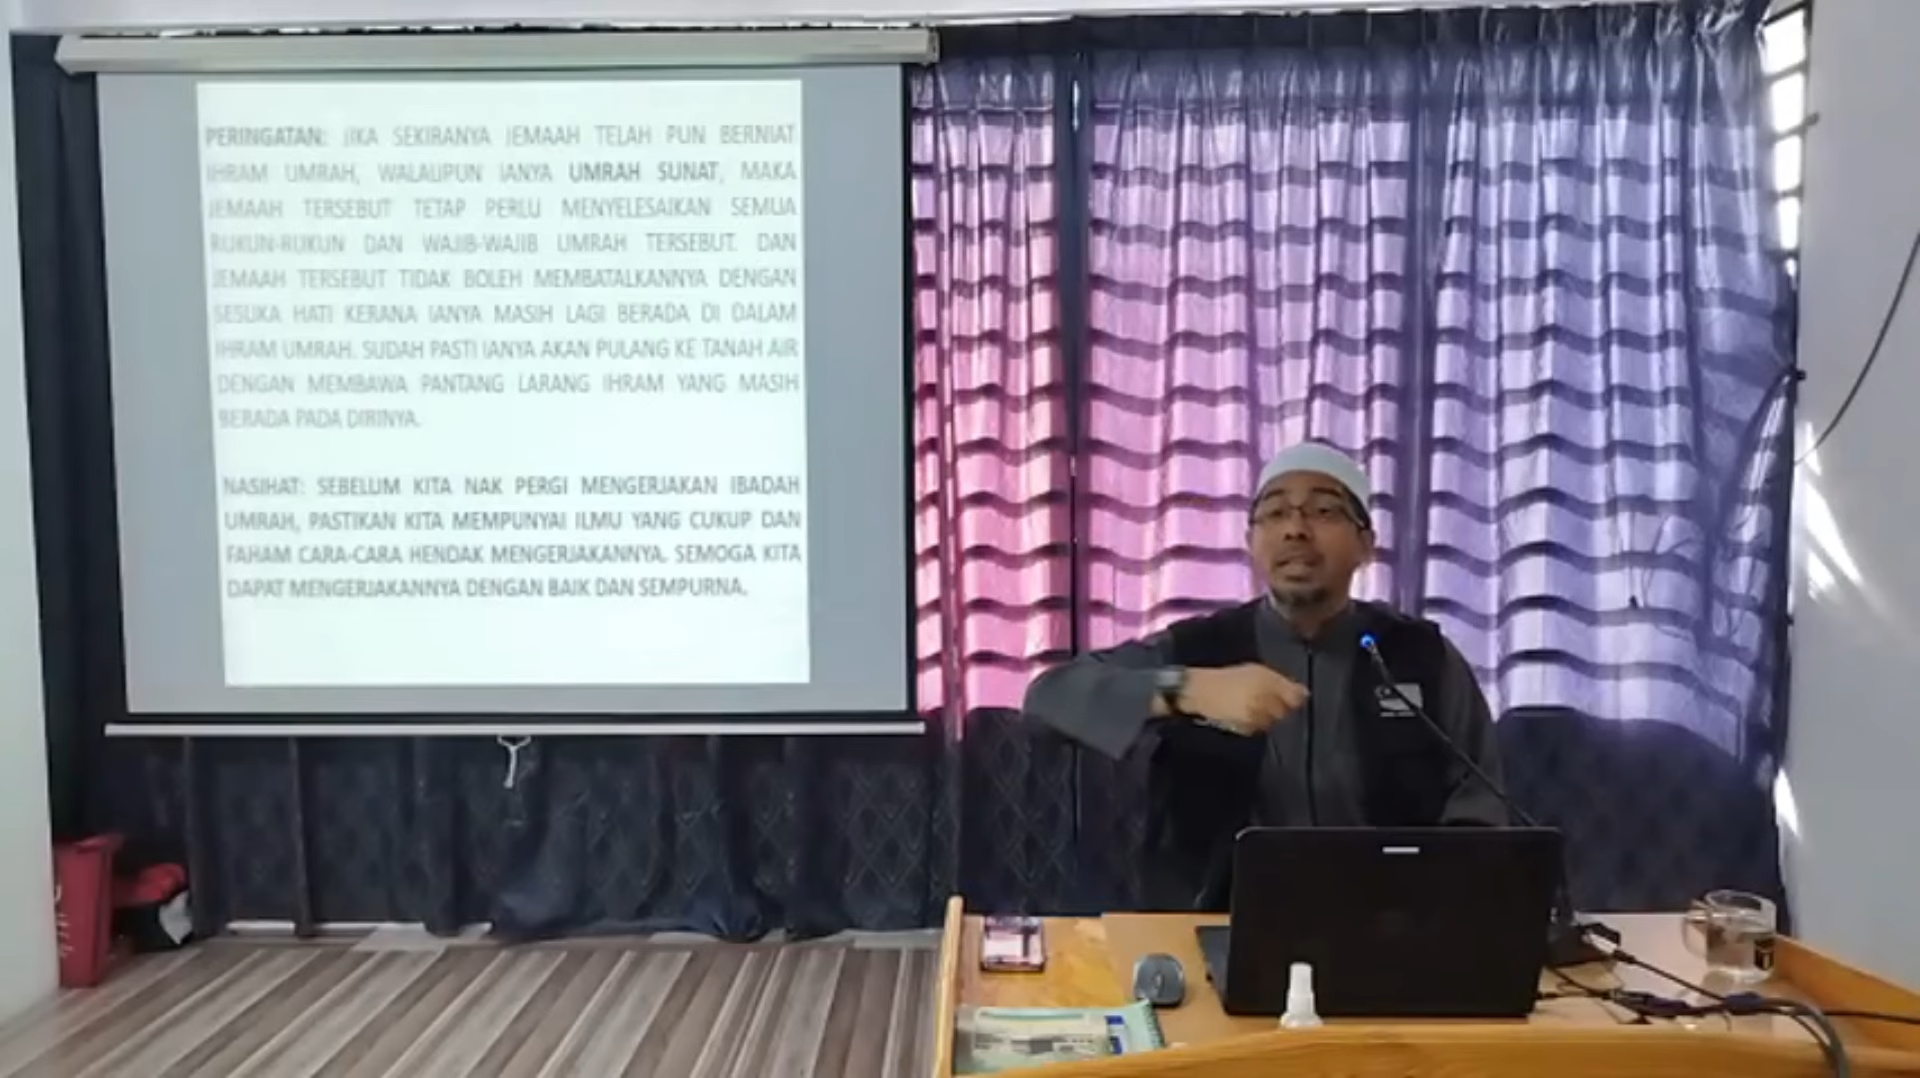 PERINGATAN: JIKA SEKIRANYA JEMAAH TELAH PUN BERNIAT
IHRAM UMRAH, WALAUPUN IANYA UMRAH SUNAT, MAKA
JEMAAH TERSEBUT TETAP PERLU MENYELESAIKAN SEMUA
RUKUN-RUKUN DAN WAJIB-WAJIB UMRAH TERSEBUT. DAN
JEMAAH TERSEBUT TIDAK BOLEH MEMBATALKANNYA DENGAN
SESUKA HATI KERANA IANYA MASIH LAGI BERADA DI DALAM
IHRAM UMRAH. SUDAH PASTI IANYA AKAN PULANG KE TANAH AIR
DENGAN MEMBAWA PANTANG LARANG IHRAM YANG MASIH
BERADA PADA DIRINYA.
NASIHAT: SEBELUM KITA NAK PERGI MENGERJAKAN IBADAH
UMRAH, PASTIKAN KITA MEMPUNYAI ILMU YANG CUKUP DAN
FAHAM CARA-CARA HENDAK MENGERJAKANNYA. SEMOGA KITA
DAPAT MENGERJAKANNYA DENGAN BAIK DAN SEMPURNA.